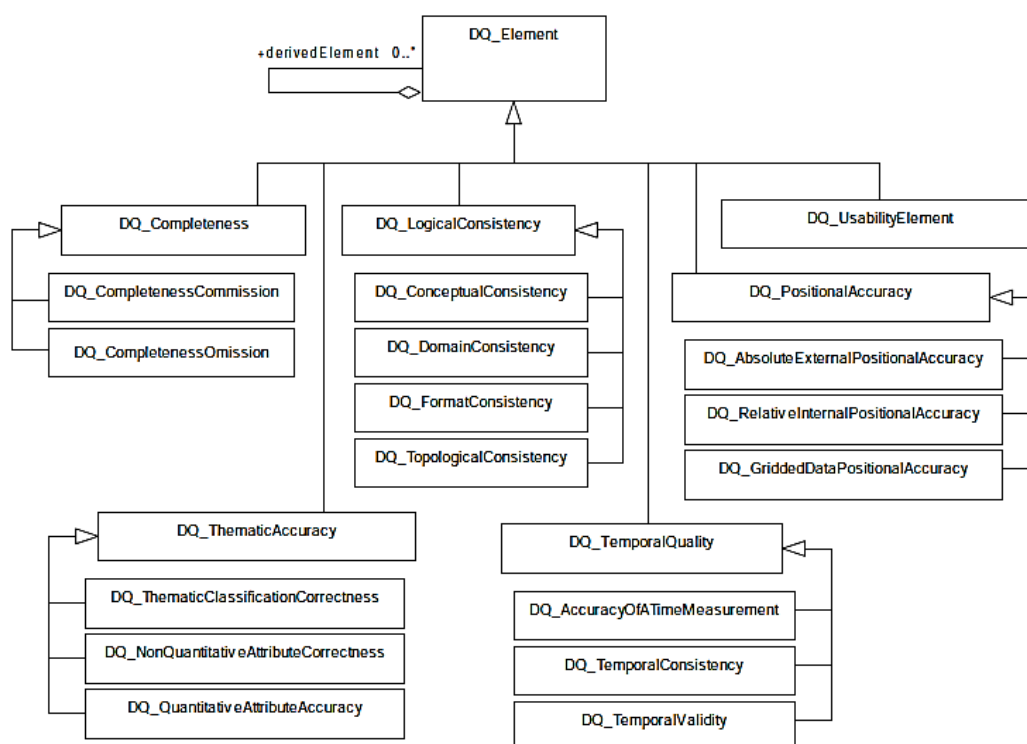 DQ_Element
+derivedElement 0..*
DQ_Completeness
DQ_CompletenessCommission
DQ_CompletenessOmission
DQ_LogicalConsistency
DQ_ConceptualConsistency
DQ_DomainConsistency
DQ_FormatConsistency
DQ_TopologicalConsistency
DQ_UsabilityElement
DQ_PositionalAccuracy
DQ_AbsoluteExternalPositionalAccuracy
DQ_RelativeInternalPositionalAccuracy
DQ_GriddedDataPositionalAccuracy
DQ_ThematicAccuracy
DQ_ThematicClassificationCorrectness
DQ_NonQuantitativeAttributeCorrectness
DQ_QuantitativeAttributeAccuracy
DQ_TemporalQuality
DQ_AccuracyOfATimeMeasurement
DQ_TemporalConsistency
DQ_TemporalValidity